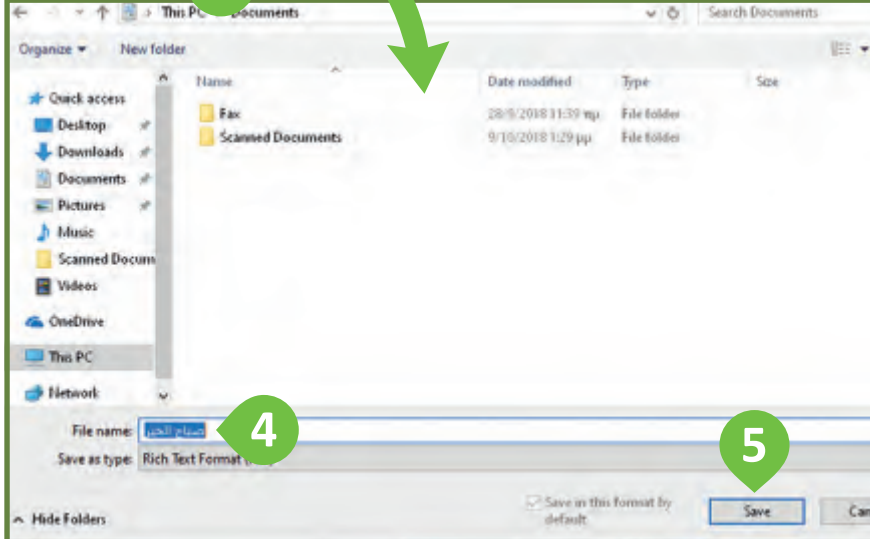 This PC Documents Search Documents
Organize New folder
Name Date modified Type Size
Quick access
Desktop
Downloads
Documents
Pictures
Music
Scanned Docum
Videos
OneDrive
This PC
Network
Fax 28/9/2018 11:39 πμ File folder
Scanned Documents 9/10/2018 1:29 μμ File folder
File name: صباح الخير
4
Save as type: Rich Text Format
5
Save in this format by
default
Save Can
Hide Folders